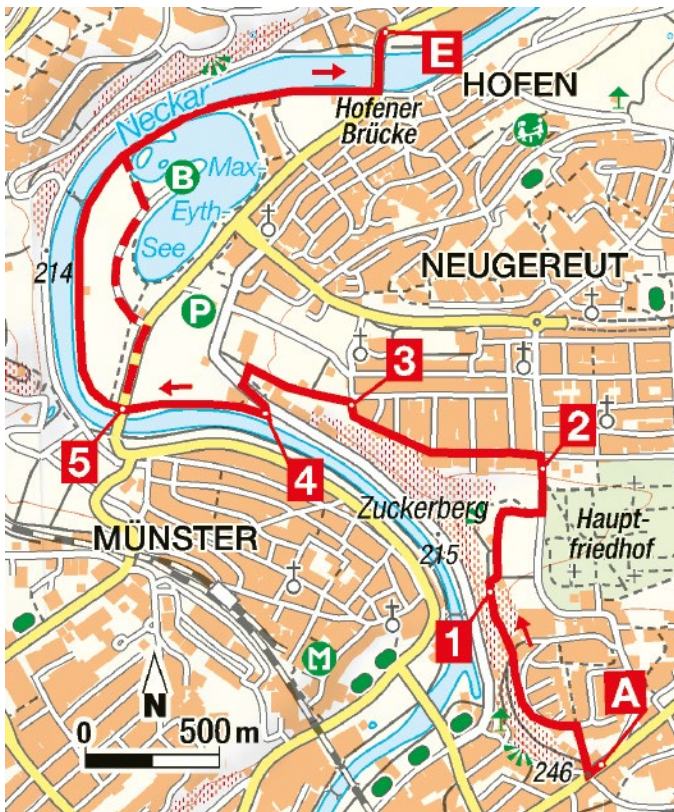 E
HOFEN
Neckar
Hofener
Brücke
B
Max-
Eyth-
See
214
NEUGEREUT
P
3
2
5
4
Zuckerberg
MÜNSTER
215
Haupt-
friedhof
1
M
A
N
0 500 m
246